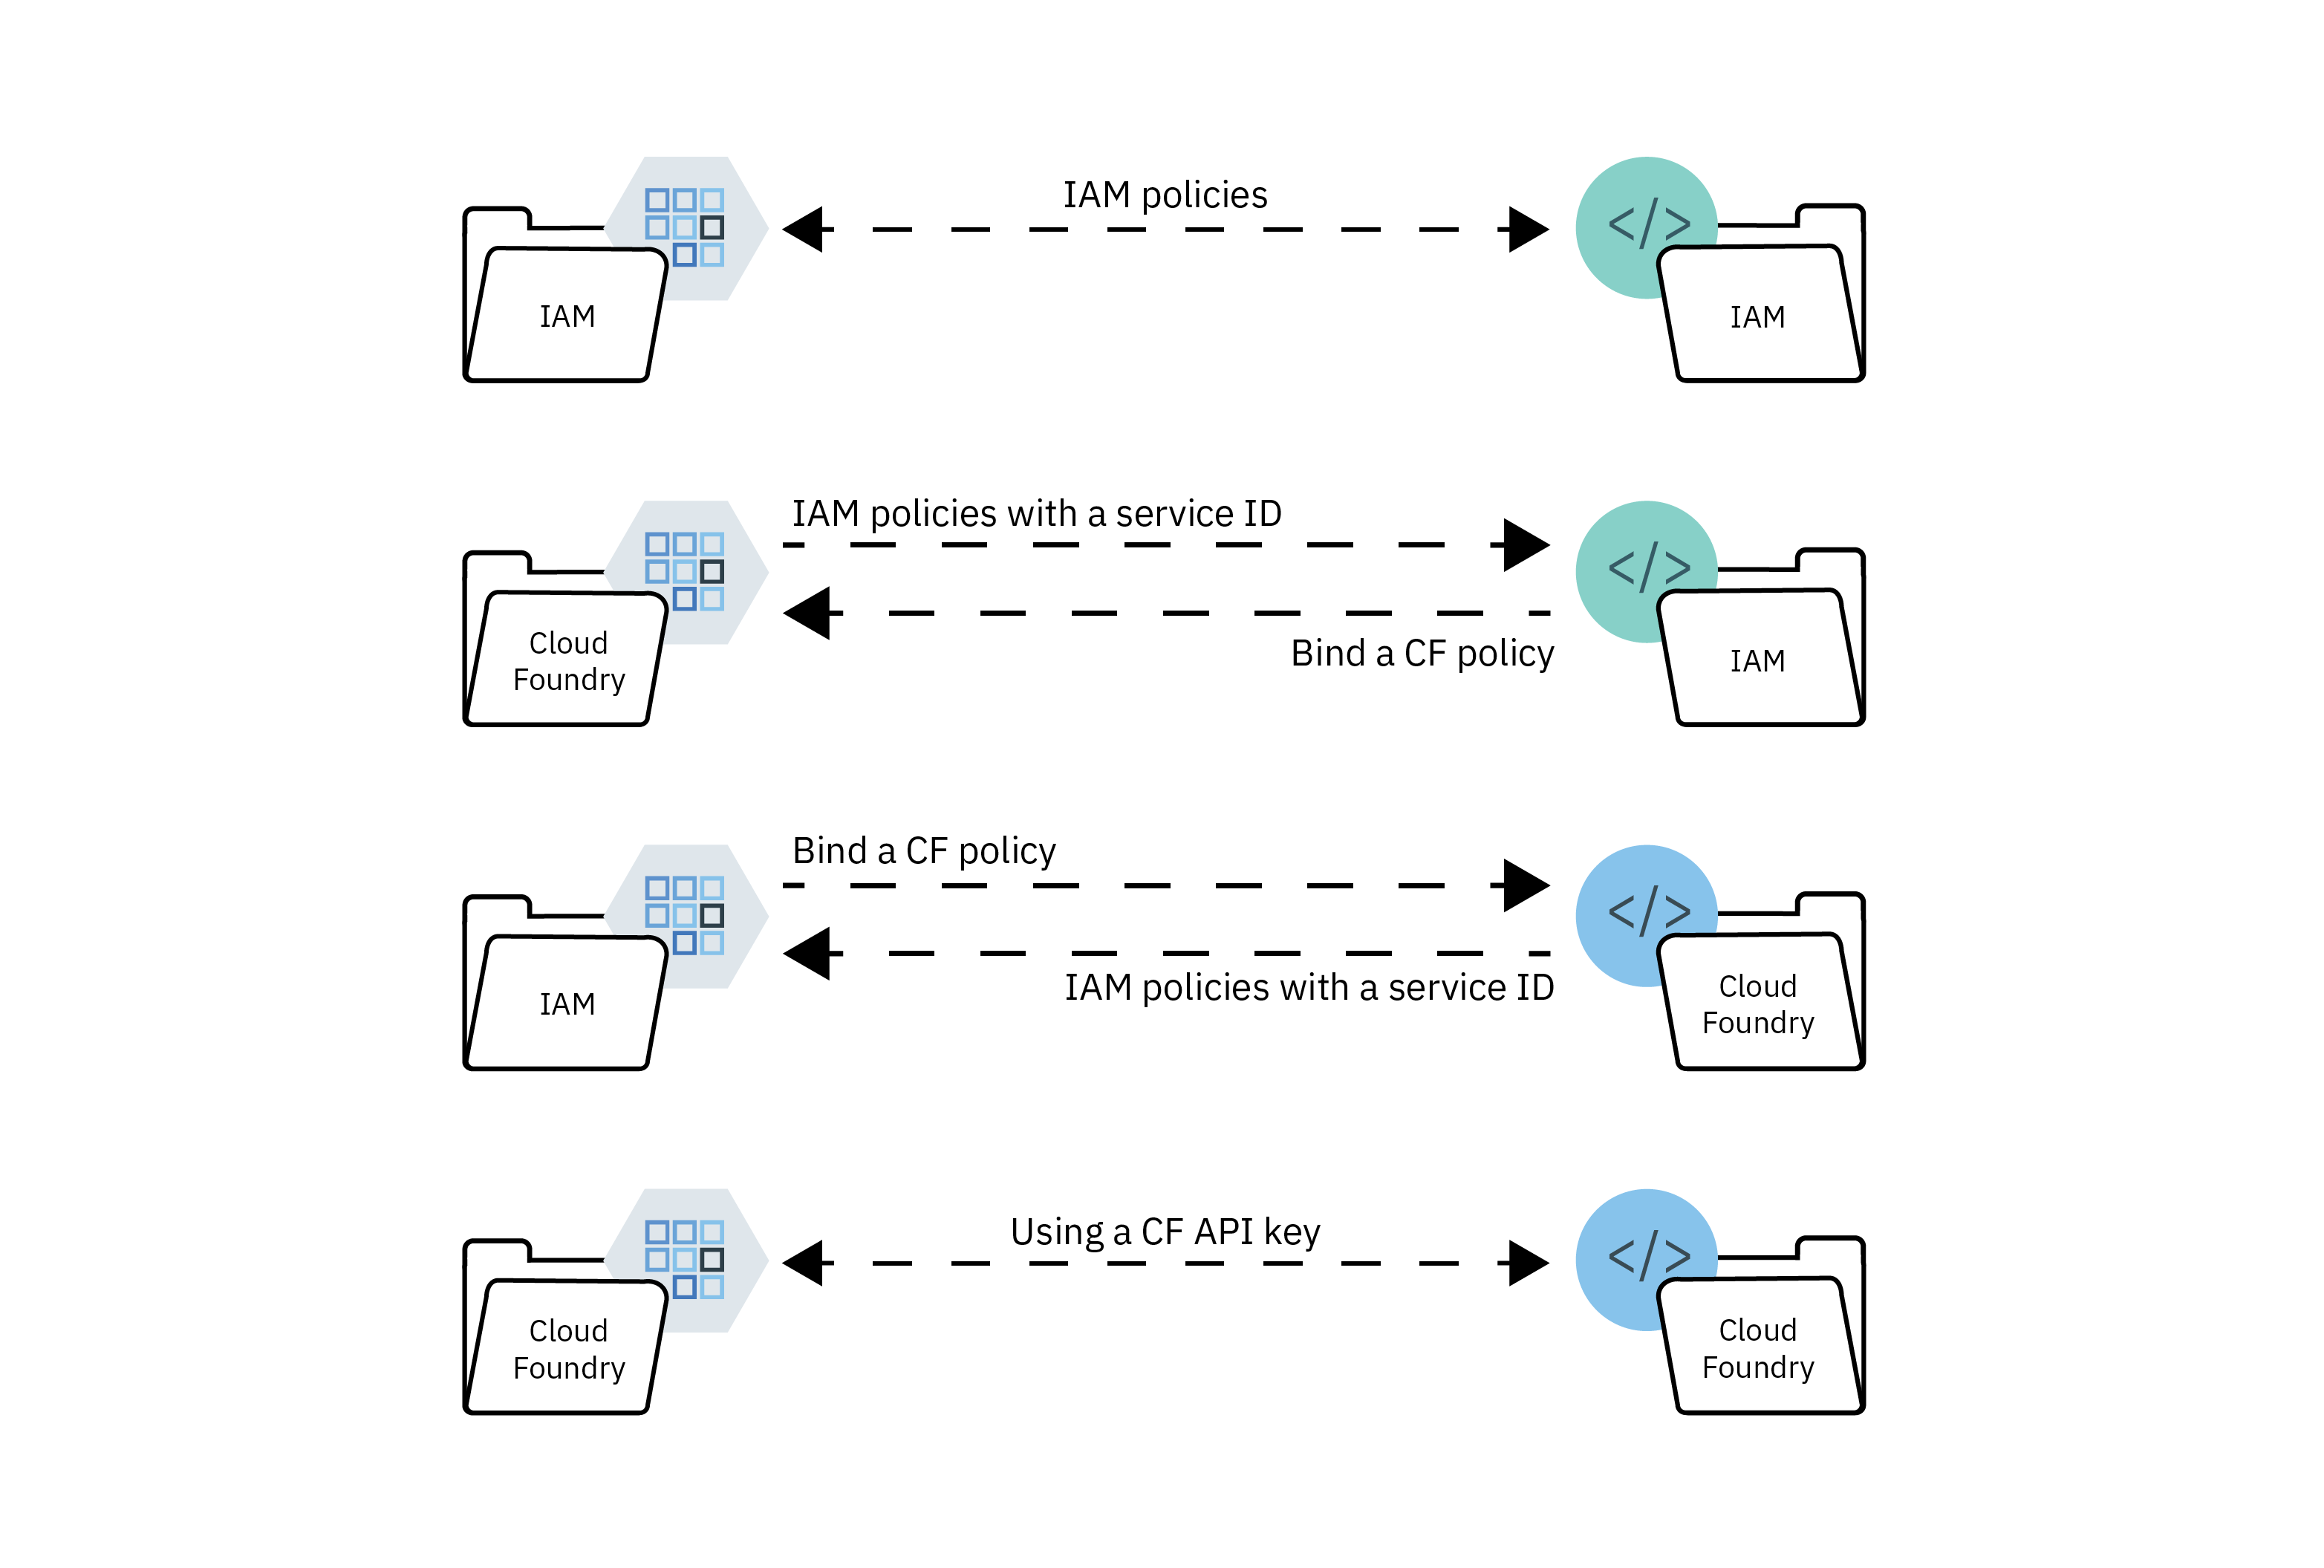 IAM policies
</>
IAM
IAM
IAM policies with a service ID
</>
Cloud
Foundry
Bind a CF policy
IAM
Bind a CF policy
</>
IAM
IAM policies with a service ID
Cloud
Foundry
Using a CF API key
</>
Cloud
Foundry
Cloud
Foundry